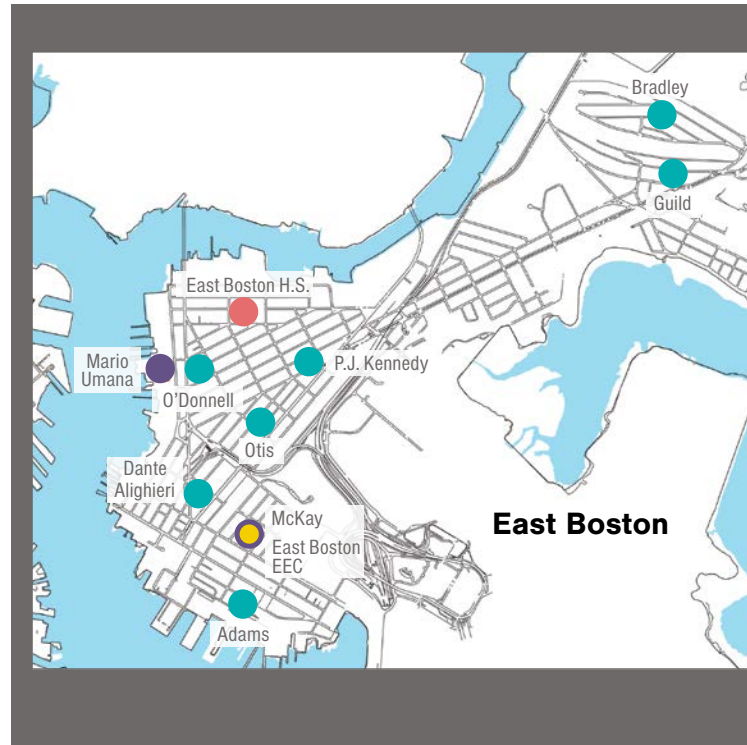 Bradley
Guild
East Boston H.S.
Mario
Umana
P.J. Kennedy
O'Donnell
Otis
Dante
Alighieri
McKay
East Boston
East Boston
EEC
Adams